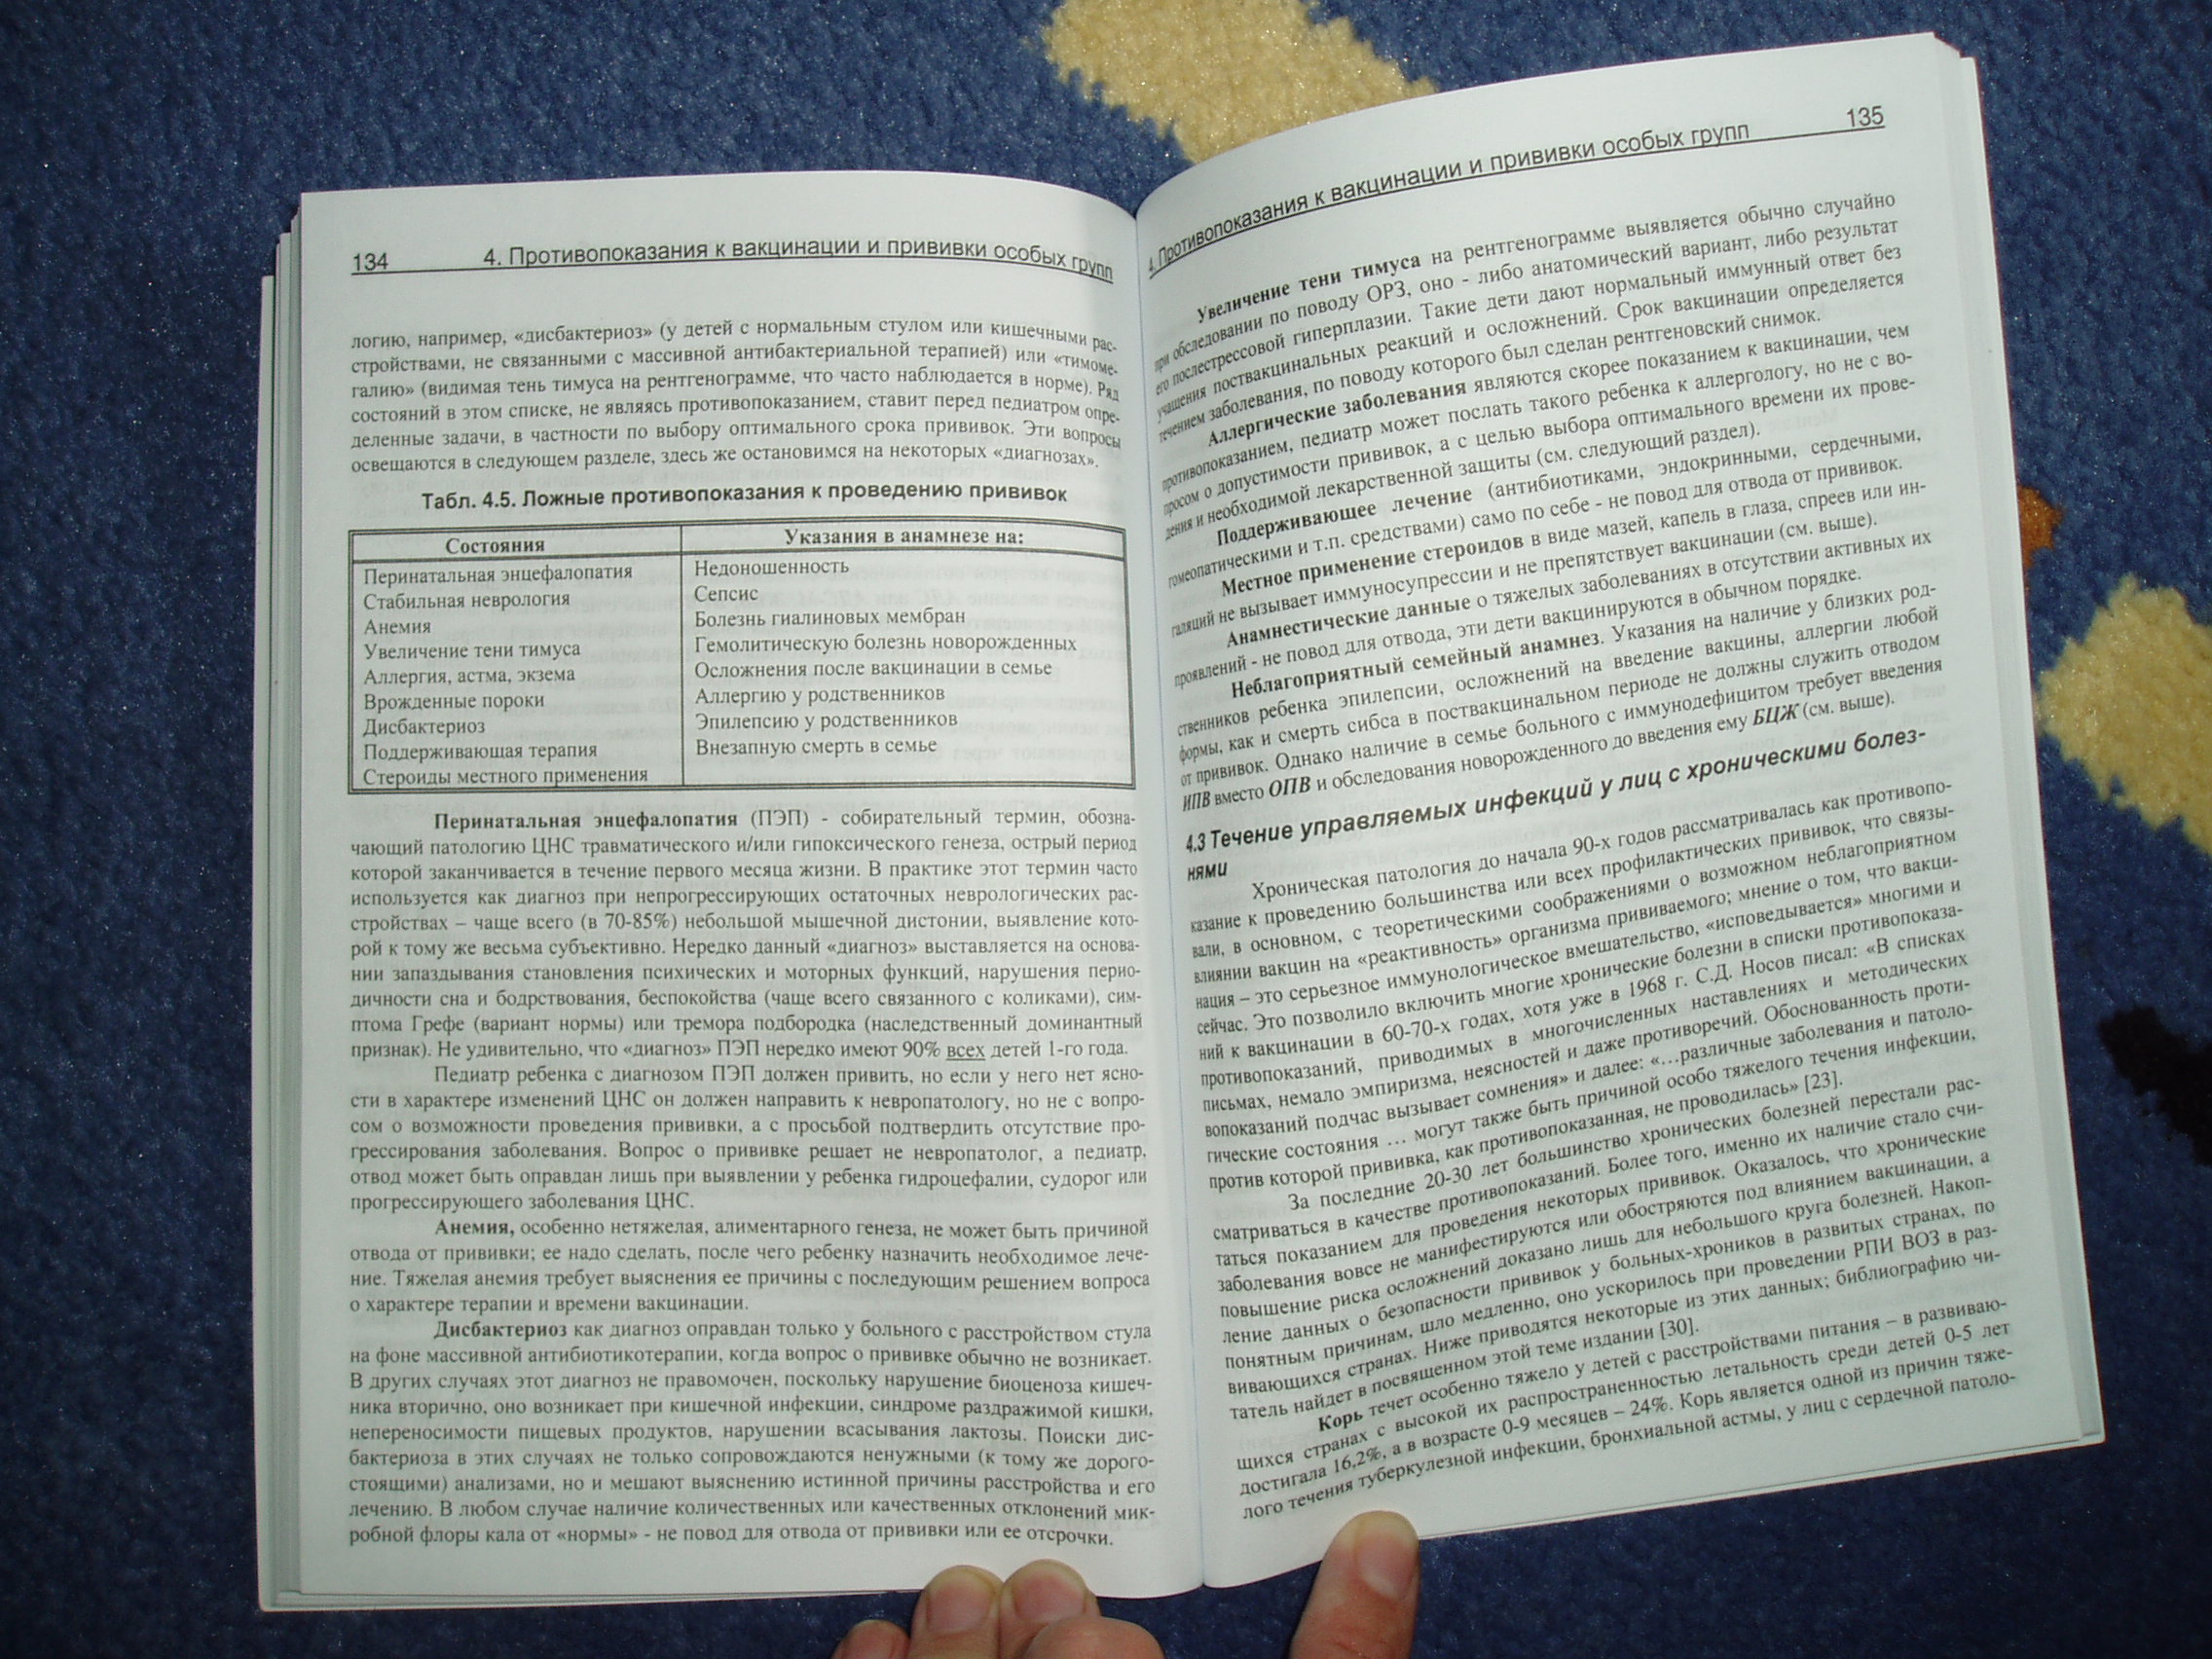 134 4. Противопоказания к вакцинации и прививки особых групп
логию, например, «дисбактериоз» (у детей с нормальным стулом или кишечными рас-
стройствами, не связанными с массивной антибактериальной терапией) или «тимоме-
галию» (видимая тень тимуса на рентгенограмме, что часто наблюдается в норме). Ряд
состояний в этом списке, не являясь противопоказанием, ставит перед педиатром опре-
деленные задачи, в частности по выбору оптимального срока прививок. Эти вопросы
освещаются в следующем разделе, здесь же остановимся на некоторых «диагнозах».
Табл. 4.5. Ложные противопоказания к проведению прививок
Состояния Указания в анамнезе на:
Перинатальная энцефалопатия Недоношенность
Стабильная неврология Сепсис
Анемия Болезнь гиалиновых мембран
Увеличение тени тимуса Гемолитическую болезнь новорожденных
Аллергия, астма, экзема Осложнения после вакцинации в семье
Врожденные пороки Аллергию у родственников
Дисбактериоз Эпилепсию у родственников
Поддерживающая терапия Внезапную смерть в семье
Стероиды местного применения
Перинатальная энцефалопатия (ПЭП) - собирательный термин, обозна-
чающий патологию ЦНС травматического и/или гипоксического генеза, острый период
которой заканчивается в течение первого месяца жизни. В практике этот термин часто
используется как диагноз при непрогрессирующих остаточных неврологических рас-
стройствах – чаще всего (в 70-85%) небольшой мышечной дистонии, выявление кото-
рой к тому же весьма субъективно. Нередко данный «диагноз» выставляется на основа-
нии запаздывания становления психических и моторных функций, нарушения перио-
дичности сна и бодрствования, беспокойства (чаще всего связанного с коликами), сим-
птома Грефе (вариант нормы) или тремора подбородка (наследственный доминантный
признак). Не удивительно, что «диагноз» ПЭП нередко имеют 90% всех детей 1-го года.
Педиатр ребенка с диагнозом ПЭП должен привить, но если у него нет ясно-
сти в характере изменений ЦНС он должен направить к невропатологу, но не с вопро-
сом о возможности проведения прививки, а с просьбой подтвердить отсутствие про-
грессирования заболевания. Вопрос о прививке решает не невропатолог, а педиатр,
отвод может быть оправдан лишь при выявлении у ребенка гидроцефалии, судорог или
прогрессирующего заболевания ЦНС.
Анемия, особенно нетяжелая, алиментарного генеза, не может быть причиной
отвода от прививки; ее надо сделать, после чего ребенку назначить необходимое лече-
ние. Тяжелая анемия требует выяснения ее причины с последующим решением вопроса
о характере терапии и времени вакцинации.
Дисбактериоз как диагноз оправдан только у больного с расстройством стула
на фоне массивной антибиотикотерапии, когда вопрос о прививке обычно не возникает.
В других случаях этот диагноз не правомочен, поскольку нарушение биоценоза кишеч-
ника вторично, оно возникает при кишечной инфекции, синдроме раздражимой кишки,
непереносимости пищевых продуктов, нарушении всасывания лактозы. Поиски дис-
бактериоза в этих случаях не только сопровождаются ненужными (к тому же дорого-
стоящими) анализами, но и мешают выяснению истинной причины расстройства и его
лечению. В любом случае наличие количественных или качественных отклонений мик-
робной флоры кала от «нормы» - не повод для отвода от прививки или ее отсрочки.
4. Противопоказания к вакцинации и прививки особых групп 135
Увеличение тени тимуса на рентгенограмме выявляется обычно случайно
при обследовании по поводу ОРЗ, оно - либо анатомический вариант, либо результат
его послестрессовой гиперплазии. Такие дети дают нормальный иммунный ответ без
учащения поствакцинальных реакций и осложнений. Срок вакцинации определяется
течением заболевания, по поводу которого был сделан рентгеновский снимок.
Аллергические заболевания являются скорее показанием к вакцинации, чем
противопоказанием, педиатр может послать такого ребенка к аллергологу, но не с во-
просом о допустимости прививок, а с целью выбора оптимального времени их прове-
дения и необходимой лекарственной защиты (см. следующий раздел).
Поддерживающее лечение (антибиотиками, эндокринными, сердечными,
гомеопатическими и т.п. средствами) само по себе - не повод для отвода от прививок.
Местное применение стероидов в виде мазей, капель в глаза, спреев или ин-
галяций не вызывает иммуносупрессии и не препятствует вакцинации (см. выше).
Анамнестические данные о тяжелых заболеваниях в отсутствии активных их
проявлений - не повод для отвода, эти дети вакцинируются в обычном порядке.
Неблагоприятный семейный анамнез. Указания на наличие у близких род-
ственников ребенка эпилепсии, осложнений на введение вакцины, аллергии любой
формы, как и смерть сибса в поствакцинальном периоде не должны служить отводом
от прививок. Однако наличие в семье больного с иммунодефицитом требует введения
ИПВ вместо ОПВ и обследования новорожденного до введения ему БЦЖ (см. выше).
4.3 Течение управляемых инфекций у лиц с хроническими болез-
нями
Хроническая патология до начала 90-х годов рассматривалась как противопо-
казание к проведению большинства или всех профилактических прививок, что связы-
вали, в основном, с теоретическими соображениями о возможном неблагоприятном
влиянии вакцин на «реактивность» организма прививаемого; мнение о том, что вакци-
нация – это серьезное иммунологическое вмешательство, «исповедывается» многими и
сейчас. Это позволило включить многие хронические болезни в списки противопоказа-
ний к вакцинации в 60-70-х годах, хотя уже в 1968 г. С.Д. Носов писал: «В списках
противопоказаний, приводимых в многочисленных наставлениях и методических
письмах, немало эмпиризма, неясностей и даже противоречий. Обоснованность проти-
вопоказаний подчас вызывает сомнения» и далее: «…различные заболевания и патоло-
гические состояния … могут также быть причиной особо тяжелого течения инфекции,
против которой прививка, как противопоказанная, не проводилась» [23].
За последние 20-30 лет большинство хронических болезней перестали рас-
сматриваться в качестве противопоказаний. Более того, именно их наличие стало счи-
таться показанием для проведения некоторых прививок. Оказалось, что хронические
заболевания вовсе не манифестируются или обостряются под влиянием вакцинации, а
повышение риска осложнений доказано лишь для небольшого круга болезней. Накоп-
ление данных о безопасности прививок у больных-хроников в развитых странах, по
понятным причинам, шло медленно, оно ускорилось при проведении РПИ ВОЗ в раз-
вивающихся странах. Ниже приводятся некоторые из этих данных; библиографию чи-
татель найдет в посвященном этой теме издании [30].
Корь течет особенно тяжело у детей с расстройствами питания – в развиваю-
щихся странах с высокой их распространенностью летальность среди детей 0-5 лет
достигала 16,2%, а в возрасте 0-9 месяцев – 24%. Корь является одной из причин тяже-
лого течения туберкулезной инфекции, бронхиальной астмы, у лиц с сердечной патоло-